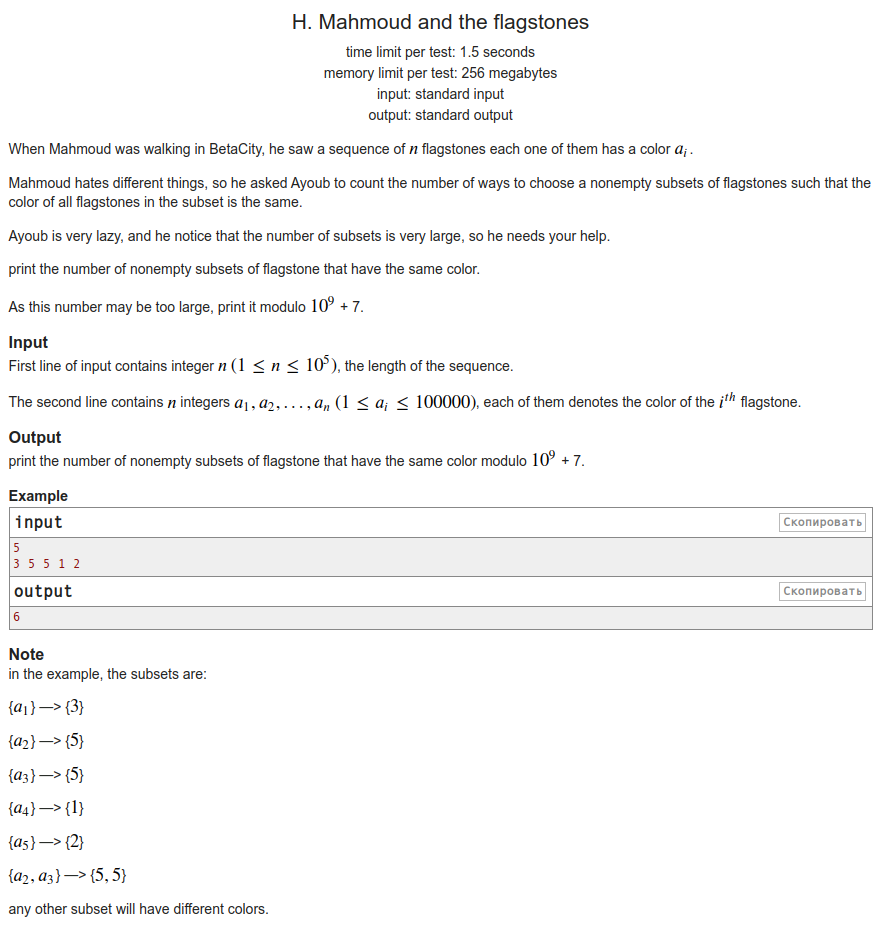 H. Mahmoud and the flagstones
time limit per test: 1.5 seconds
memory limit per test: 256 megabytes
input: standard input
output: standard output
When Mahmoud was walking in BetaCity, he saw a sequence of n flagstones each one of them has a color a_i .
Mahmoud hates different things, so he asked Ayoub to count the number of ways to choose a nonempty subsets of flagstones such that the
color of all flagstones in the subset is the same.
Ayoub is very lazy, and he notice that the number of subsets is very large, so he needs your help.
print the number of nonempty subsets of flagstone that have the same color.
As this number may be too large, print it modulo 10^9 + 7.
Input
First line of input contains integer n (1 ≤ n ≤ 10^5), the length of the sequence.
The second line contains n integers a_1, a_2, . . . , a_n (1 ≤ a_i ≤ 100000), each of them denotes the color of the i^th flagstone.
Output
print the number of nonempty subsets of flagstone that have the same color modulo 10^9 + 7.
Example
input Скопировать
5
3 5 5 1 2
output Скопировать
6
Note
in the example, the subsets are:
{a_1} —> {3}
{a_2} —> {5}
{a_3} —> {5}
{a_4} —> {1}
{a_5} —> {2}
{a_2, a_3} —> {5, 5}
any other subset will have different colors.